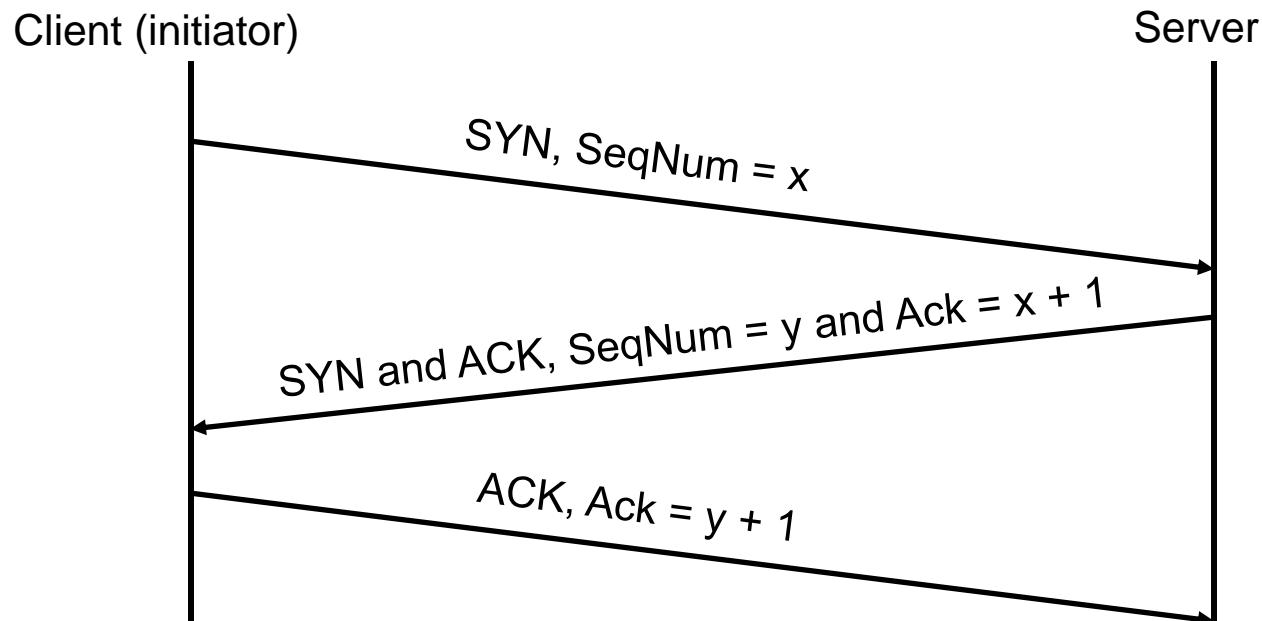 Client (initiator)
Server
SYN, SeqNum = x
SYN and ACK, SeqNum = y and Ack = x + 1
ACK, Ack = y + 1